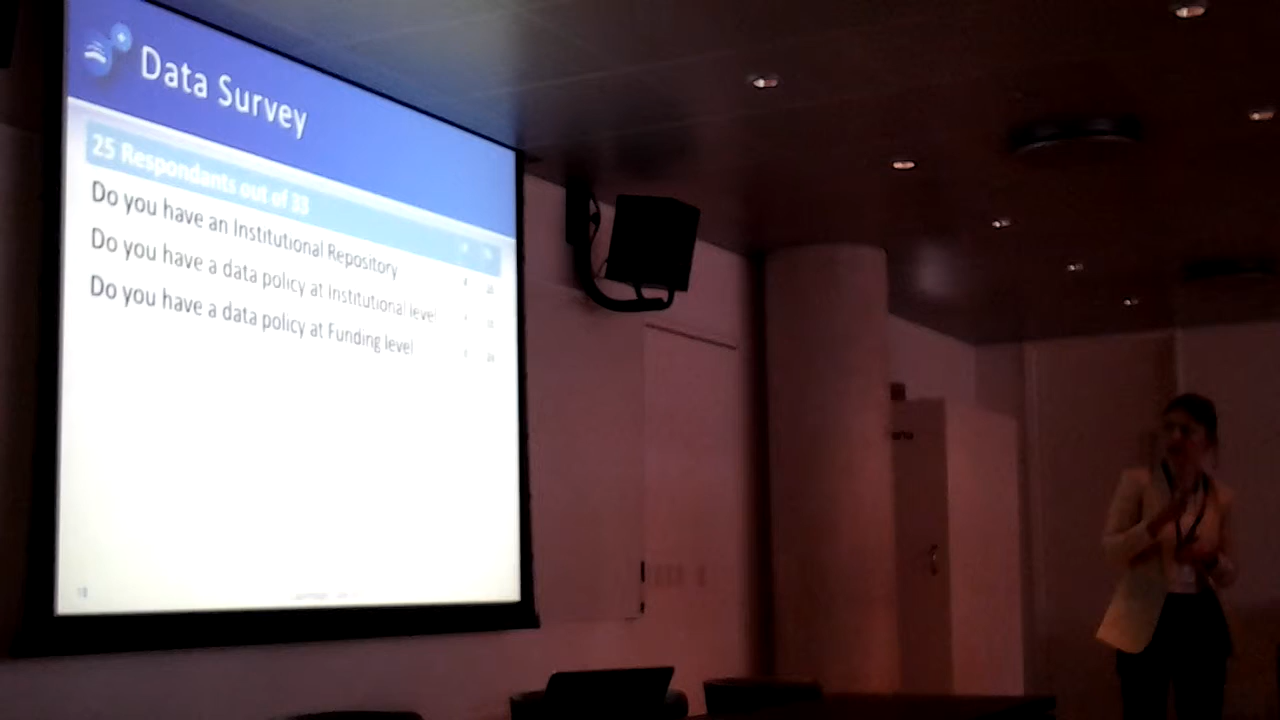 Data Survey
25 Respondants out of 33
Do you have an Institutional Repository
Do you have a data policy at Institutional level
Do you have a data policy at Funding level